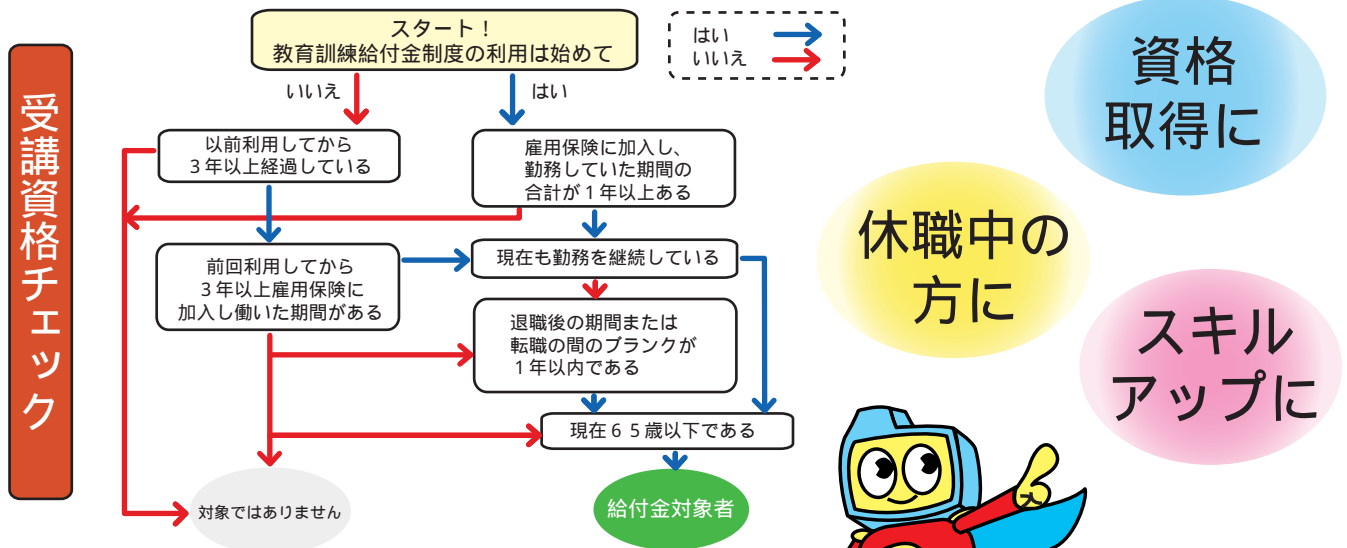 受講資格チェック
スタート！
教育訓練給付金制度の利用は始めて
はい
いいえ
いいえ
はい
以前利用してから
３年以上経過している
雇用保険に加入し、
勤務していた期間の
合計が１年以上ある
前回利用してから
３年以上雇用保険に
加入し働いた期間がある
現在も勤務を継続している
退職後の期間または
転職の間のブランクが
１年以内である
現在６５歳以下である
対象ではありません
給付金対象者
資格
取得に
休職中の
方に
スキル
アップに